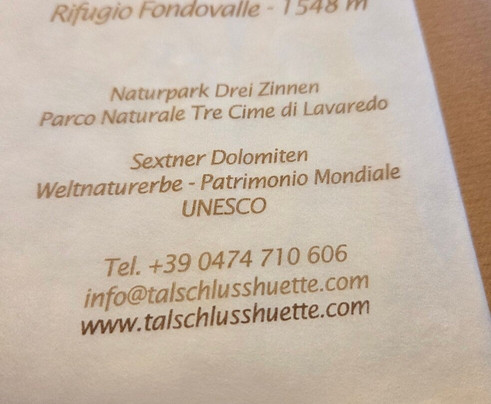 Rifugio Fondovalle - 1548 m
Naturpark Drei Zinnen
Parco Naturale Tre Cime di Lavaredo
Sextner Dolomiten
Weltnaturerbe - Patrimonio Mondiale
UNESCO
Tel. +39 0474 710 606
info@talschlusshuette.com
www.talschlusshuette.com